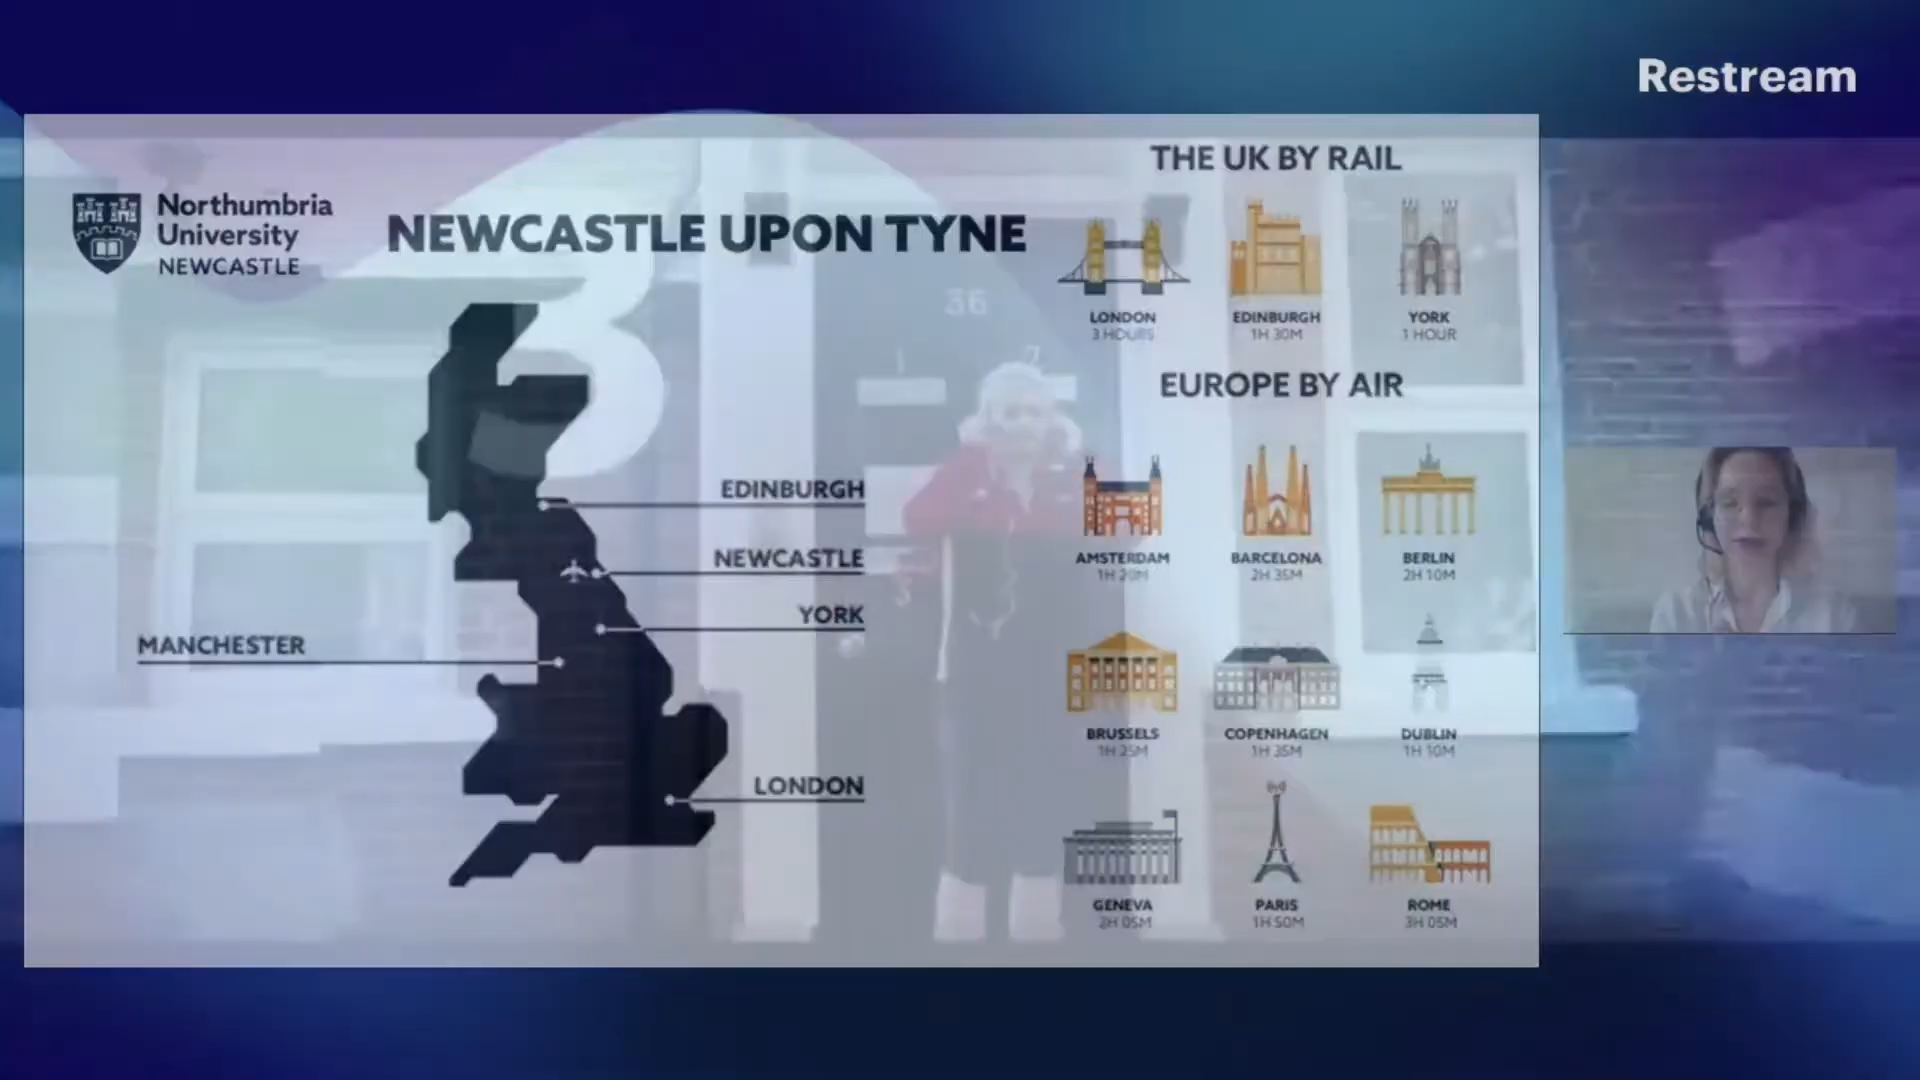 Restream
Northumbria
University
NEWCASTLE
NEWCASTLE UPON TYNE
EDINBURGH
NEWCASTLE
YORK
MANCHESTER
LONDON
THE UK BY RAIL
LONDON
3 HOURS
EDINBURGH
1H 30M
YORK
1 HOUR
EUROPE BY AIR
AMSTERDAM
1H 20M
BARCELONA
2H 35M
BERLIN
2H 10M
BRUSSELS
1H 25M
COPENHAGEN
1H 35M
DUBLIN
1H 10M
GENEVA
2H 05M
PARIS
1H 50M
ROME
3H 05M
36
3